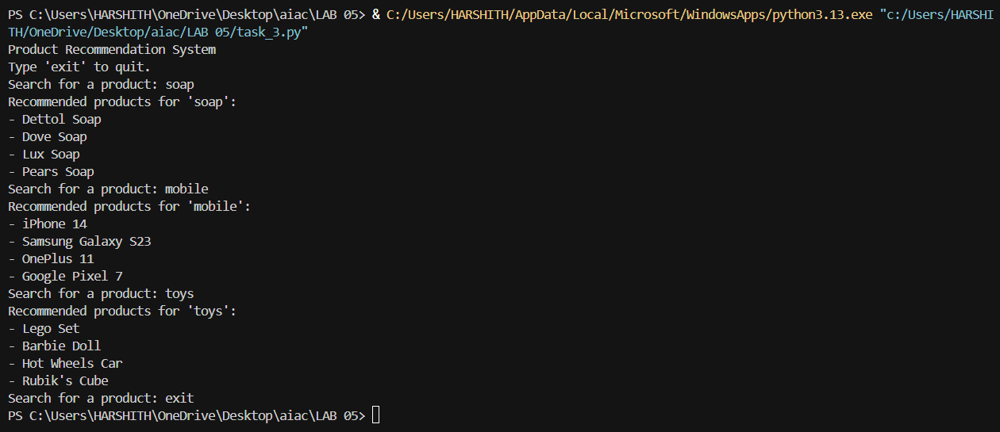 PS C:\Users\HARSHITH\OneDrive\Desktop\aiac\LAB 05> & C:/Users/HARSHITH/AppData/Local/Microsoft/WindowsApps/python3.13.exe "c:/Users/HARSHI
TH/OneDrive/Desktop/aiac/LAB 05/task_3.py"
Product Recommendation System
Type 'exit' to quit.
Search for a product: soap
Recommended products for 'soap':
- Dettol Soap
- Dove Soap
- Lux Soap
- Pears Soap
Search for a product: mobile
Recommended products for 'mobile':
- iPhone 14
- Samsung Galaxy S23
- OnePlus 11
- Google Pixel 7
Search for a product: toys
Recommended products for 'toys':
- Lego Set
- Barbie Doll
- Hot Wheels Car
- Rubik's Cube
Search for a product: exit
PS C:\Users\HARSHITH\OneDrive\Desktop\aiac\LAB 05>